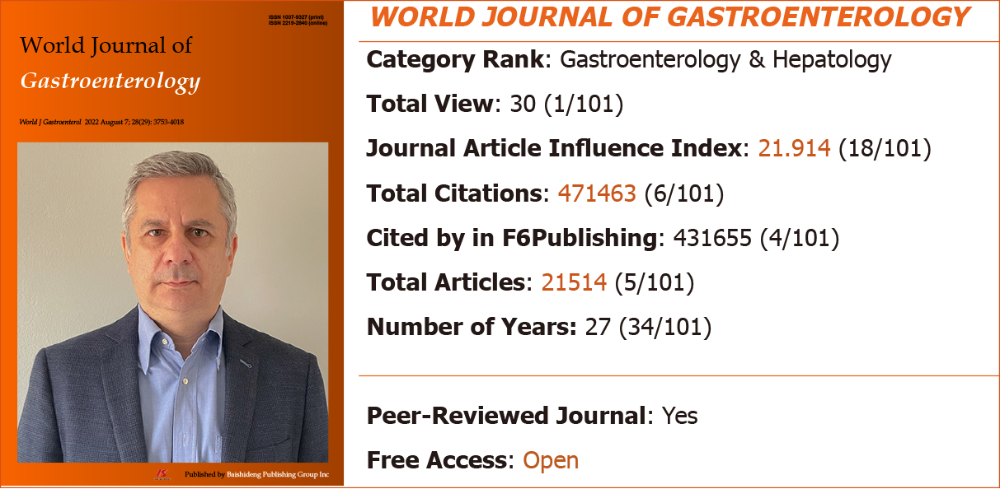 ISSN 1007-9327 (print)
ISSN 2219-2840 (online)
World Journal of
Gastroenterology
World J Gastroenterol 2022 August 7; 28(29): 3753-4018
Published by Baishideng Publishing Group Inc
WORLD JOURNAL OF GASTROENTEROLOGY
Category Rank: Gastroenterology & Hepatology
Total View: 30 (1/101)
Journal Article Influence Index: 21.914 (18/101)
Total Citations: 471463 (6/101)
Cited by in F6Publishing: 431655 (4/101)
Total Articles: 21514 (5/101)
Number of Years: 27 (34/101)
Peer-Reviewed Journal: Yes
Free Access: Open